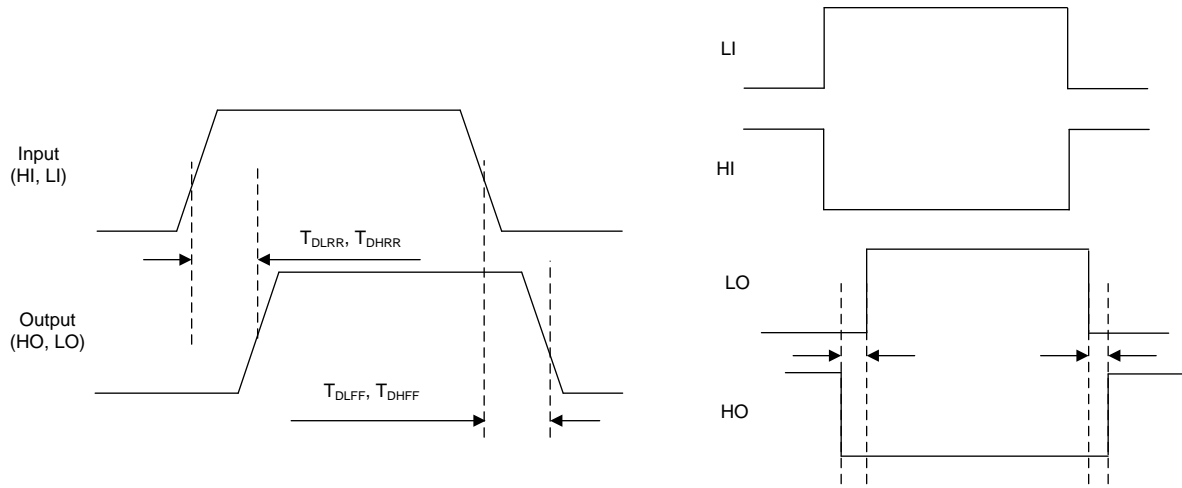 Input
(HI, LI)
TDLRR, TDHRR
Output
(HO, LO)
TDLFF, TDHFF
LI
HI
LO
HO